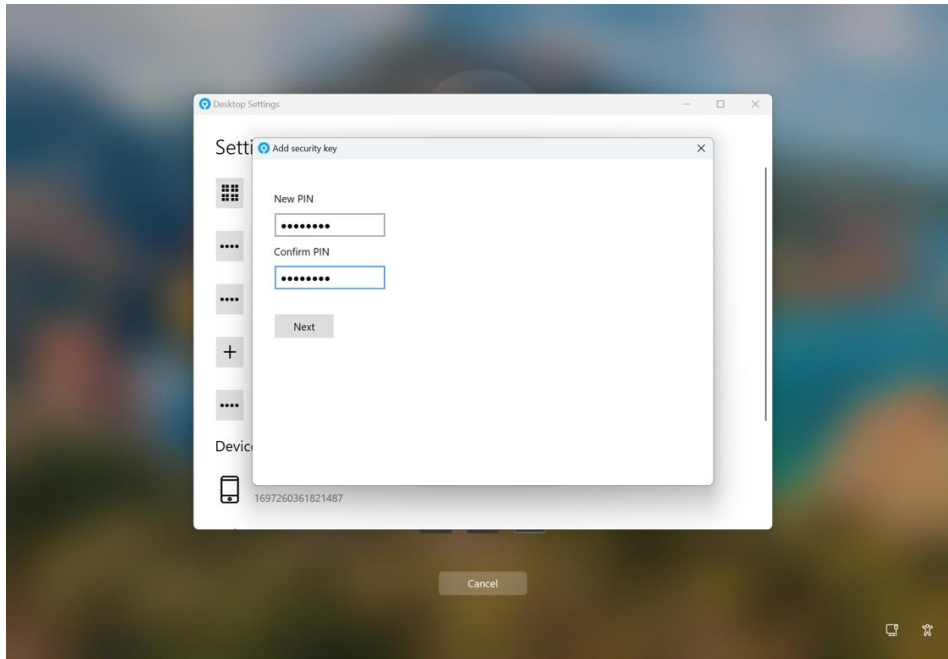 Desktop Settings
Setti
Add security key
New PIN
••••••••
Confirm PIN
••••••••
Next
+
Devic
1697260361821487
Cancel